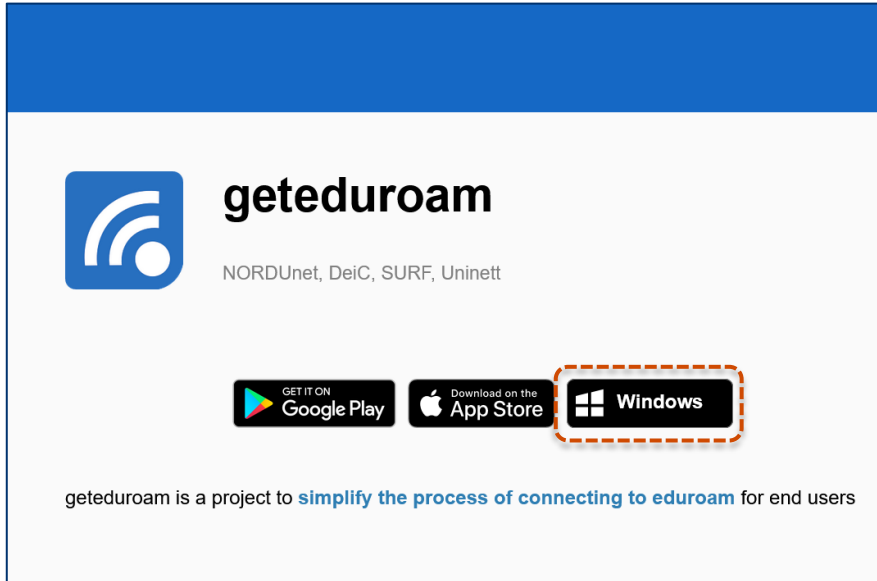 geteduroam
NORDUnet, DeiC, SURF, Uninett
GET IT ON
Google Play
Download on the
App Store
Windows
geteduroam is a project to simplify the process of connecting to eduroam for end users